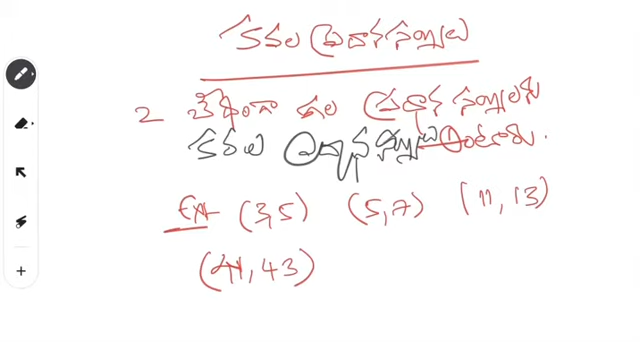 కవల ప్రధాన సంఖ్యలు
2 భేదంగా గల ప్రధాన సంఖ్యలను
కవల ప్రధాన సంఖ్యలు అంటారు.
Ex (3,5) (5,7) (11, 13)
(41, 43)